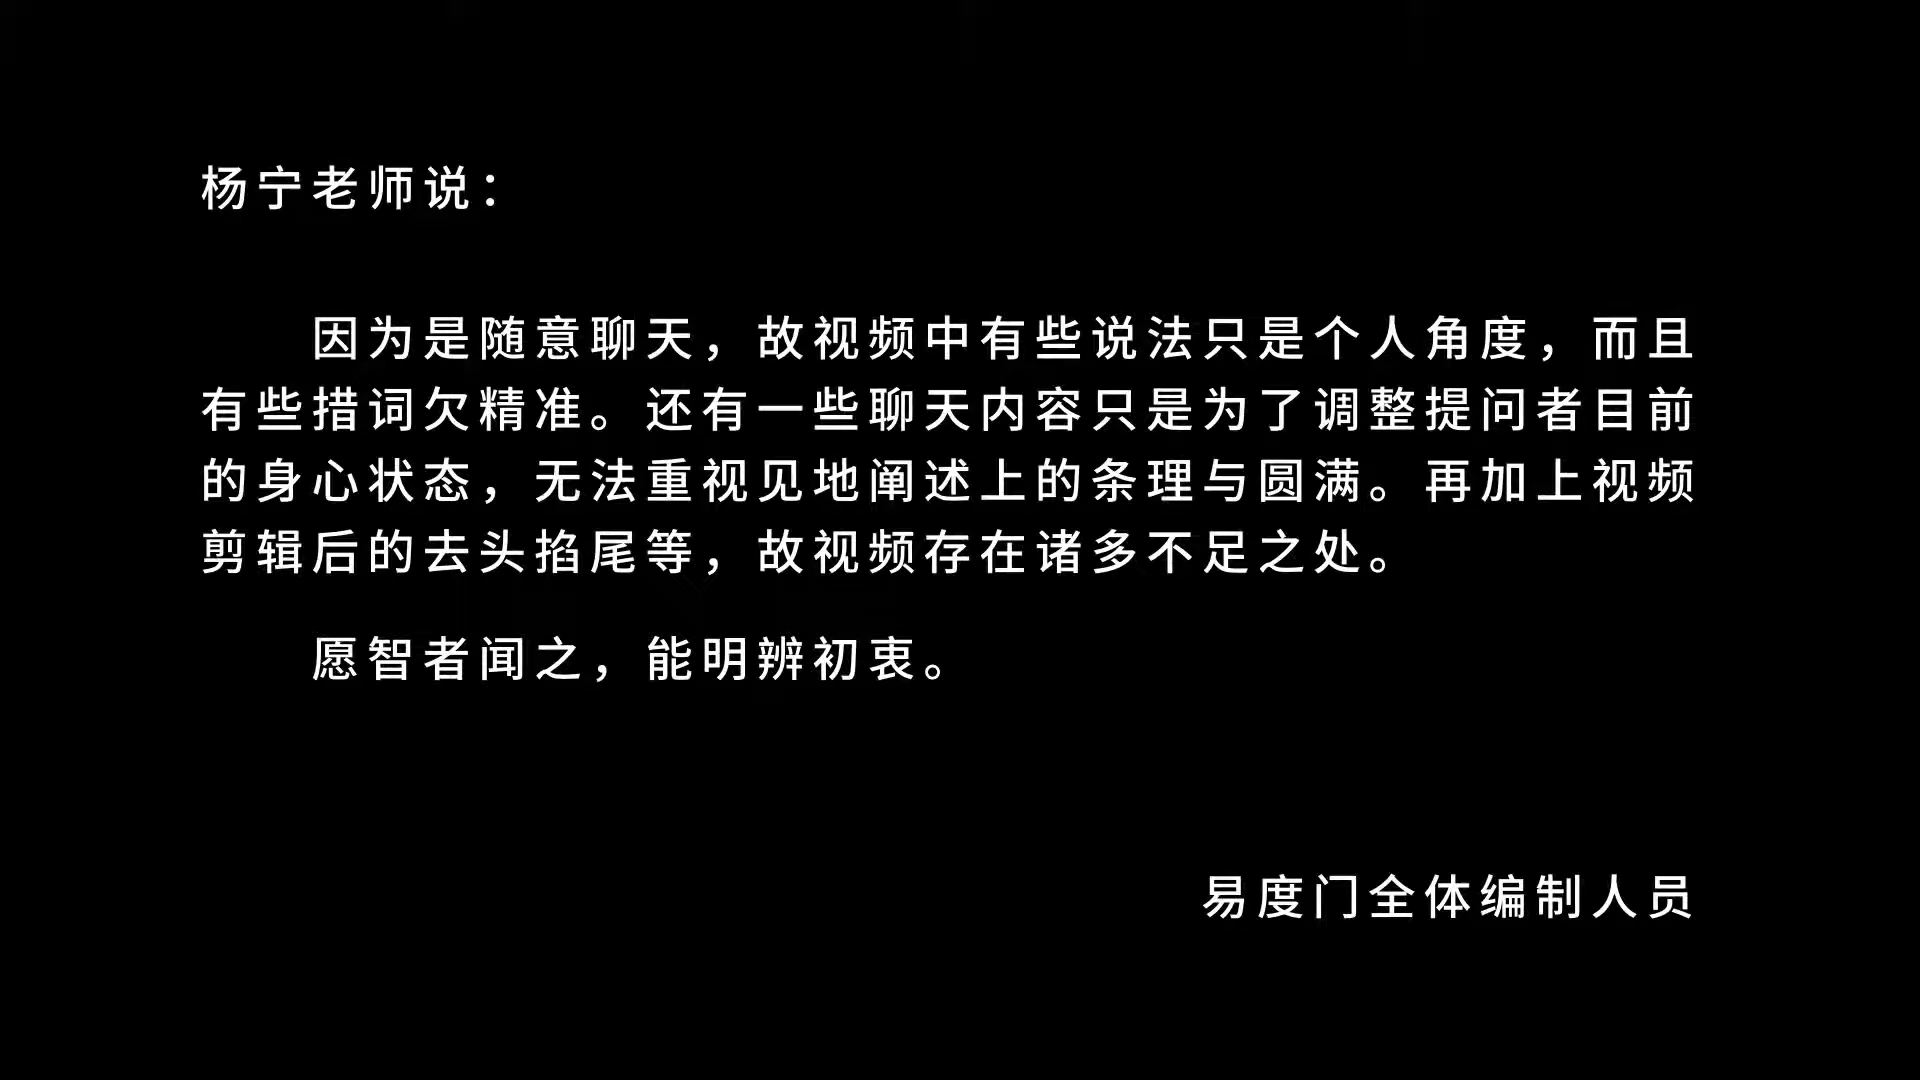 杨宁老师说：
因为是随意聊天，故视频中有些说法只是个人角度，而且
有些措词欠精准。还有一些聊天内容只是为了调整提问者目前
的身心状态，无法重视见地阐述上的条理与圆满。再加上视频
剪辑后的去头掐尾等，故视频存在诸多不足之处。
愿智者闻之，能明辨初衷。
易度门全体编制人员